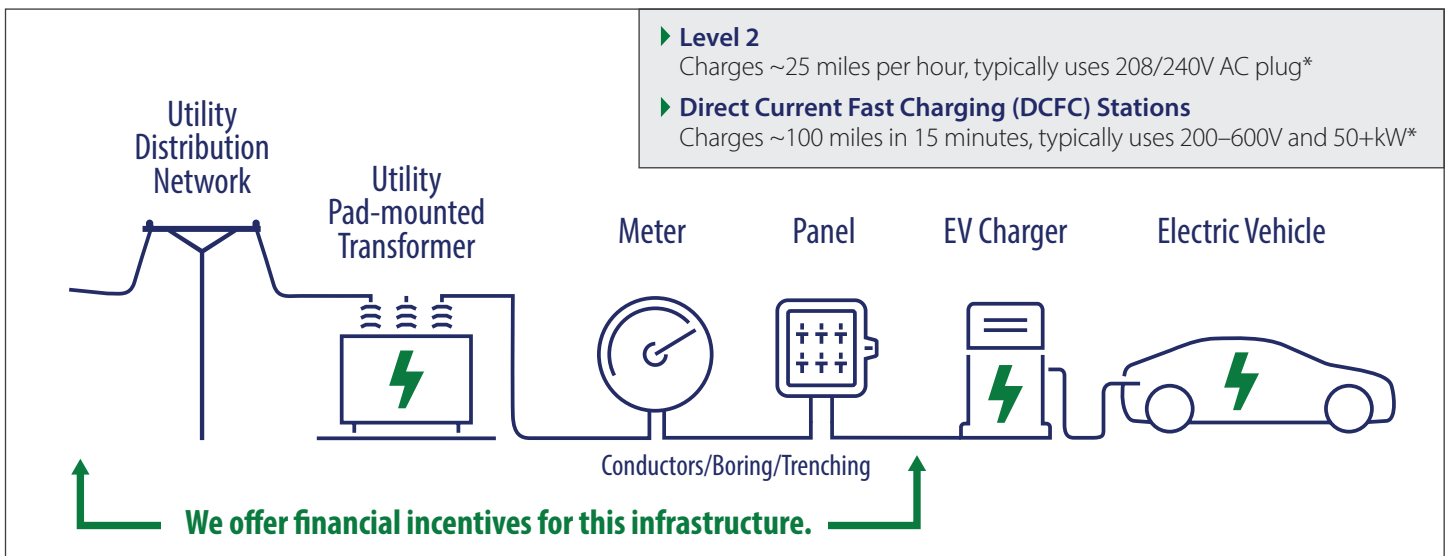 Level 2
Charges ~25 miles per hour, typically uses 208/240V AC plug*
Direct Current Fast Charging (DCFC) Stations
Charges ~100 miles in 15 minutes, typically uses 200–600V and 50+kW*
Utility
Distribution
Network
Utility
Pad-mounted
Transformer
Meter
Panel
EV Charger
Electric Vehicle
Conductors/Boring/Trenching
We offer financial incentives for this infrastructure.